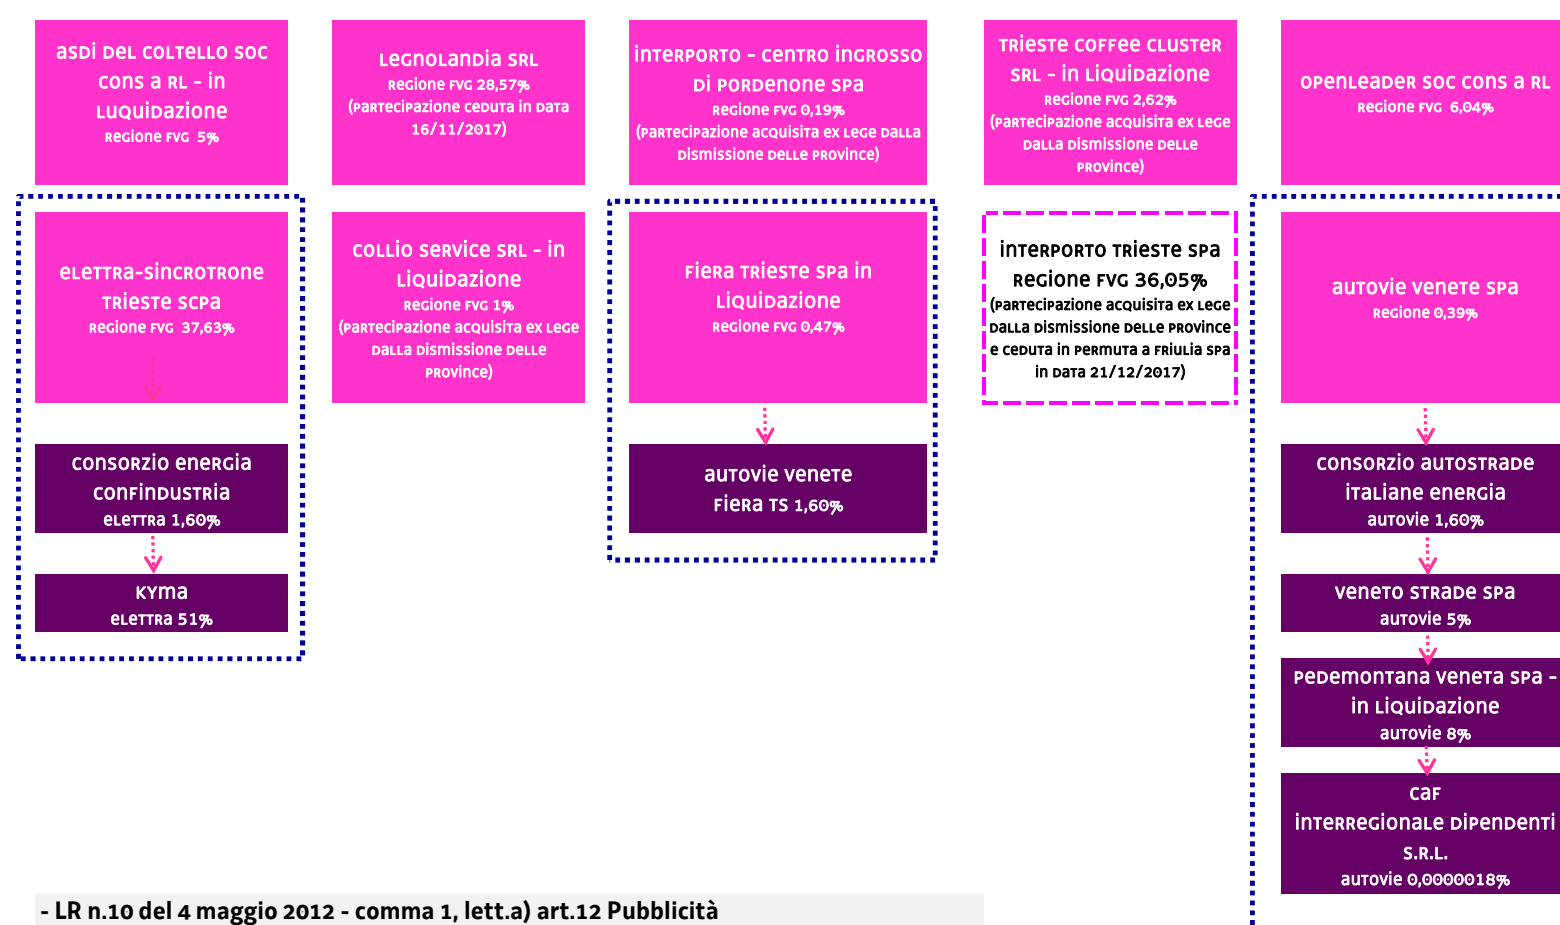 asDi DeL COLTeLLO SOC
cons a RL - in
LuQuiDazione
Regione FVG 5%
LeGnoLanDia SRL
Regione FVG 28,57%
(PaRTeciPazione ceDuTa in DaTa
16/11/2017)
inTeRPORTO - cenTRO inGROSSO
Di PORDenone SPa
Regione FVG 0,19%
(PaRTeciPazione acQuisiTa ex LeGe DaLLa
Dismissione DeLLe PROvince)
TRiesTe COFFee CLuSTeR
SRL - in LiQuiDazione
Regione FVG 2,62%
(PaRTeciPazione acQuisiTa ex LeGe
DaLLa Dismissione DeLLe
PROvince)
OPenLeaDeR SOC cons a RL
Regione FVG 6,04%
eLeTTRa-SincROTROne
TRiesTe SCPa
Regione FVG 37,63%
COLLiO SeRvice SRL - in
LiQuiDazione
Regione FVG 1%
(PaRTeciPazione acQuisiTa ex LeGe
DaLLa Dismissione DeLLe
PROvince)
FieRa TRiesTe SPa in
LiQuiDazione
Regione FVG 0,47%
inTeRPORTO TRiesTe SPa
ReGione FVG 36,05%
(PaRTeciPazione acQuisiTa ex LeGe
DaLLa Dismissione DeLLe PROvince
e ceDuTa in PeRmuTa a FRiuLia SPa
in DaTa 21/12/2017)
auTOvie veneTe SPa
Regione 0,39%
consORziO eneRGia
conFinDuSTRia
eLeTTRa 1,60%
auTOvie veneTe
FieRa TS 1,60%
consORziO auTOSTRaDe
iTaLiane eneRGia
auTOvie 1,60%
KYma
eLeTTRa 51%
veneTO STRaDe SPa
auTOvie 5%
PeDemOnTana veneTa SPa -
in LiQuiDazione
auTOvie 8%
caF
inTeRReGiOnaLe DiPenDenTi
S.R.L.
auTOvie 0,0000018%
- LR n.10 del 4 maggio 2012 - comma 1, lett.a) art.12 Pubblicità